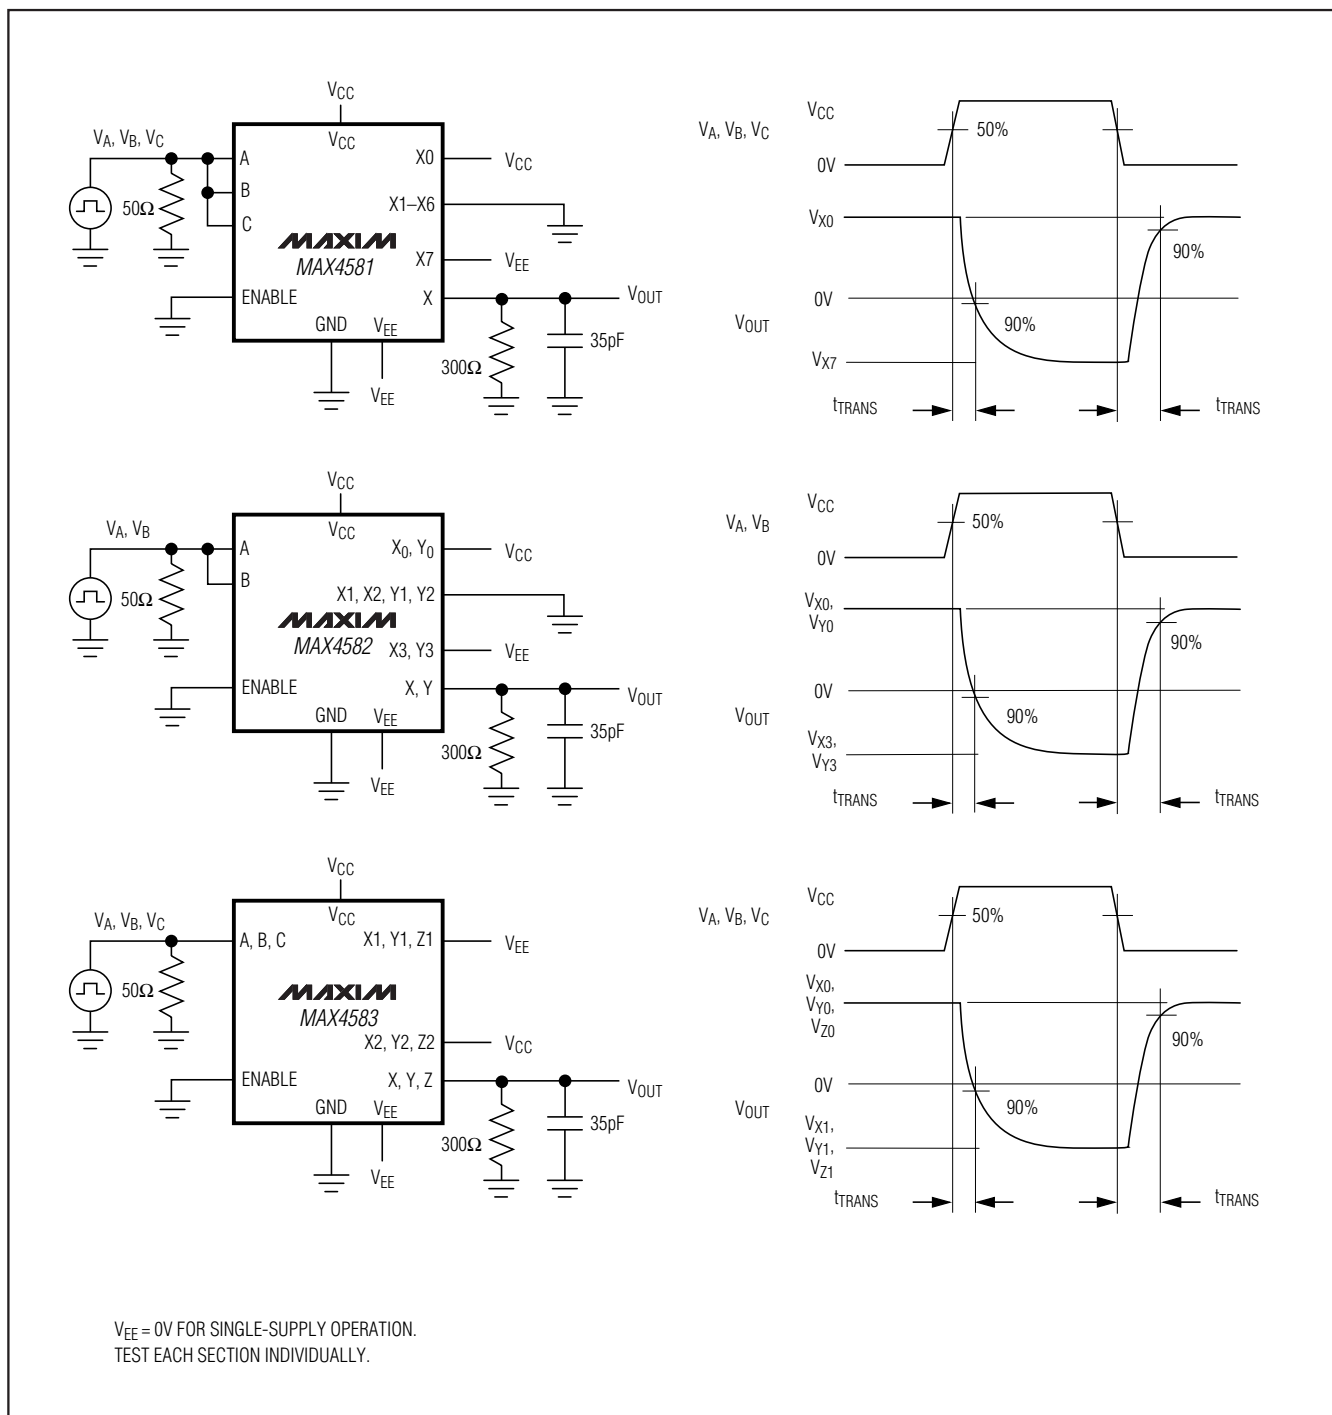 VCC
VA, VB, VC
VCC
A
X0
VCC
B
50Ω
X1–X6
C
MAXIM
MAX4581
X7
VEE
ENABLE
X
VOUT
GND
VEE
35pF
300Ω
VEE
VCC
VA, VB, VC
50%
0V
VX0
90%
0V
VOUT
90%
VX7
tTRANS
tTRANS
VCC
VA, VB
VCC
A
X0, Y0
VCC
B
50Ω
X1, X2, Y1, Y2
MAXIM
MAX4582
X3, Y3
VEE
ENABLE
X, Y
VOUT
GND
VEE
35pF
300Ω
VEE
VCC
VA, VB
50%
0V
VX0,
VY0
90%
0V
VOUT
90%
VX3,
VY3
tTRANS
tTRANS
VCC
VA, VB, VC
VCC
A, B, C
X1, Y1, Z1
VEE
50Ω
MAXIM
MAX4583
X2, Y2, Z2
VCC
ENABLE
X, Y, Z
VOUT
GND
VEE
35pF
300Ω
VEE
VCC
VA, VB, VC
50%
0V
VX0,
VY0,
VZ0
90%
0V
VOUT
90%
VX1,
VY1,
VZ1
tTRANS
tTRANS
VEE = 0V FOR SINGLE-SUPPLY OPERATION.
TEST EACH SECTION INDIVIDUALLY.